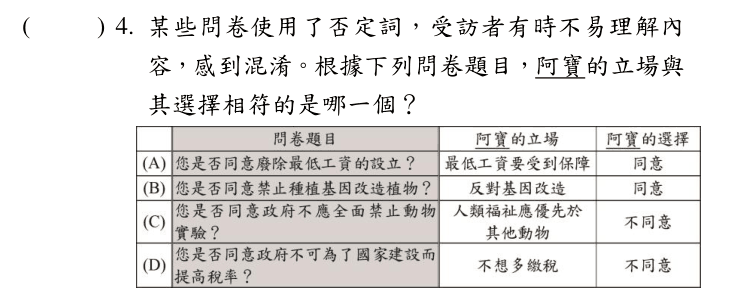 (　　) 4. 某些問卷使用了否定詞，受訪者有時不易理解內
容，感到混淆。根據下列問卷題目，阿寶的立場與
其選擇相符的是哪一個？
問卷題目 阿寶的立場 阿寶的選擇
(A) 您是否同意廢除最低工資的設立？ 最低工資要受到保障 同意
(B) 您是否同意禁止種植基因改造植物？ 反對基因改造 同意
(C) 您是否同意政府不應全面禁止動物實驗？ 人類福祉應優先於其他動物 不同意
(D) 您是否同意政府不可為了國家建設而提高稅率？ 不想多繳稅 不同意